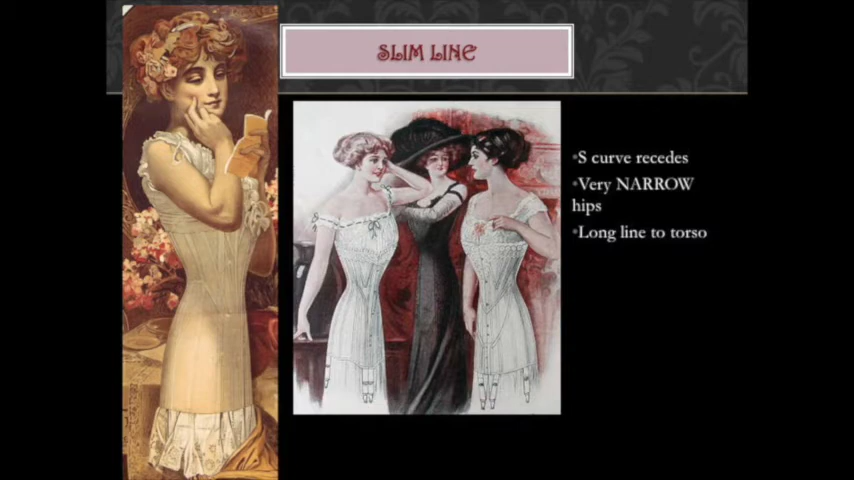 SLIM LINE
•S curve recedes
•Very NARROW
hips
•Long line to torso